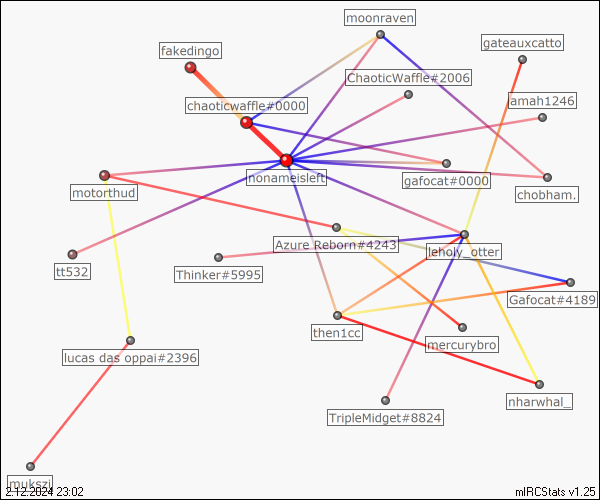 moonraven
fakedingo
gateauxcatto
ChaoticWaffle#2006
chaoticwaffle#0000
amah1246
nonameisleft
gafocat#0000
motorthud
chobham.
Azure Reborn#4243
leholy_otter
tt532
Thinker#5995
Gafocat#4189
then1cc
mercurybro
lucas das oppai#2396
nharwhal_
TripleMidget#8824
mukszi
2.12.2024 23:02
mIRCStats v1.25